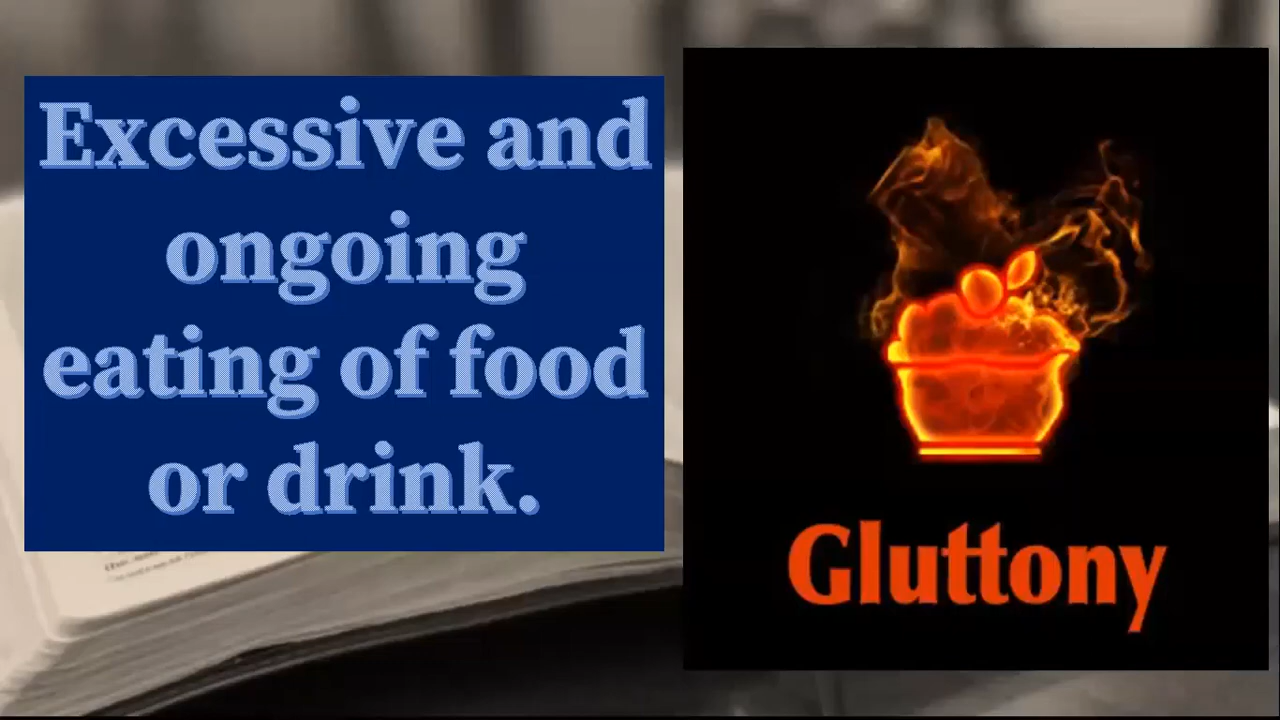 Excessive and
ongoing
eating of food
or drink.
Gluttony